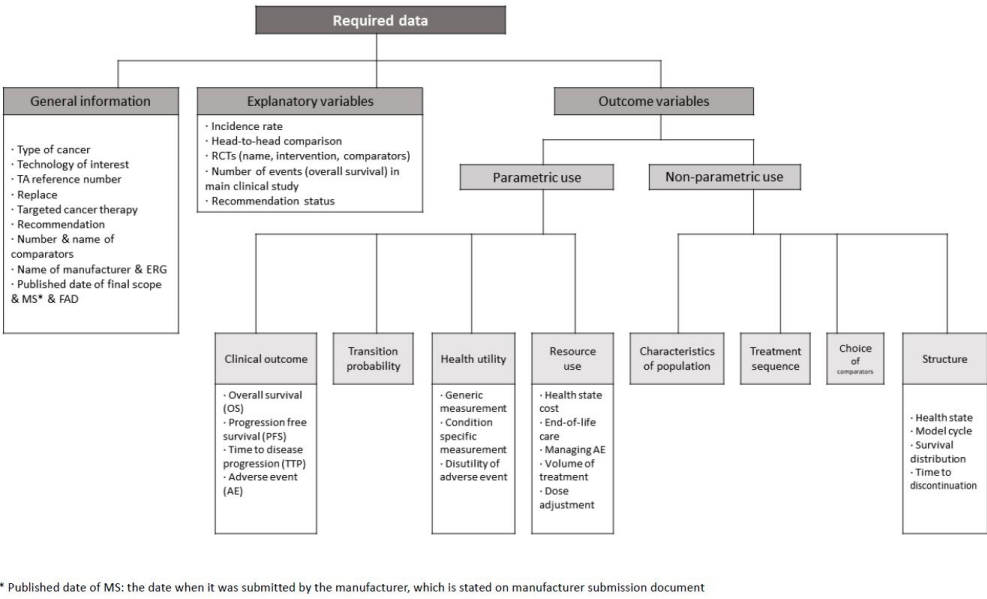 Required data
General information
· Type of cancer
· Technology of interest
· TA reference number
· Replace
· Targeted cancer therapy
· Recommendation
· Number & name of
comparators
· Name of manufacturer & ERG
· Published date of final scope
& MS* & FAD
Explanatory variables
· Incidence rate
· Head-to-head comparison
· RCTs (name, intervention, comparators)
· Number of events (overall survival) in
main clinical study
· Recommendation status
Outcome variables
Parametric use
Non-parametric use
Clinical outcome
· Overall survival
(OS)
· Progression free
survival (PFS)
· Time to disease
progression (TTP)
· Adverse event
(AE)
Transition
probability
Health utility
· Generic
measurement
· Condition
specific
measurement
· Disutility of
adverse event
Resource
use
· Health state
cost
· End-of-life
care
· Managing AE
· Volume of
treatment
· Dose
adjustment
Characteristics
of population
Treatment
sequence
Choice
of
comparators
Structure
· Health state
· Model cycle
· Survival
distribution
· Time to
discontinuation
* Published date of MS: the date when it was submitted by the manufacturer, which is stated on manufacturer submission document